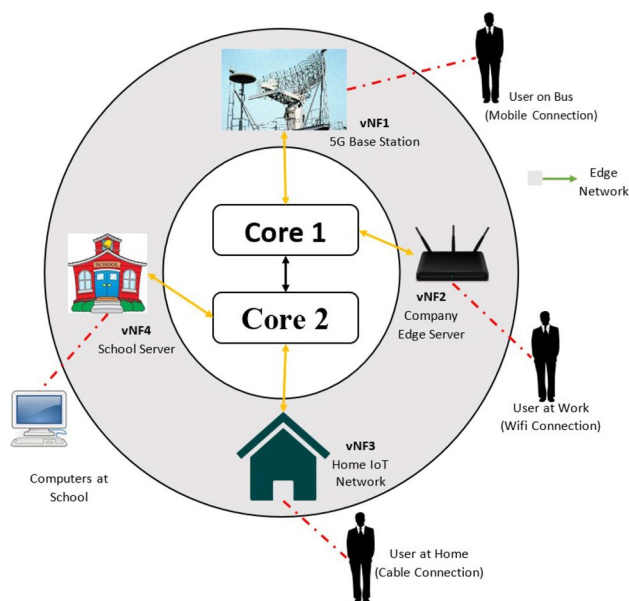 vNF1
5G Base Station
User on Bus
(Mobile Connection)
Edge
Network
Core 1
Core 2
SCHOOL
vNF4
School Server
vNF2
Company
Edge Server
User at Work
(Wifi Connection)
vNF3
Home IoT
Network
Computers at
School
User at Home
(Cable Connection)